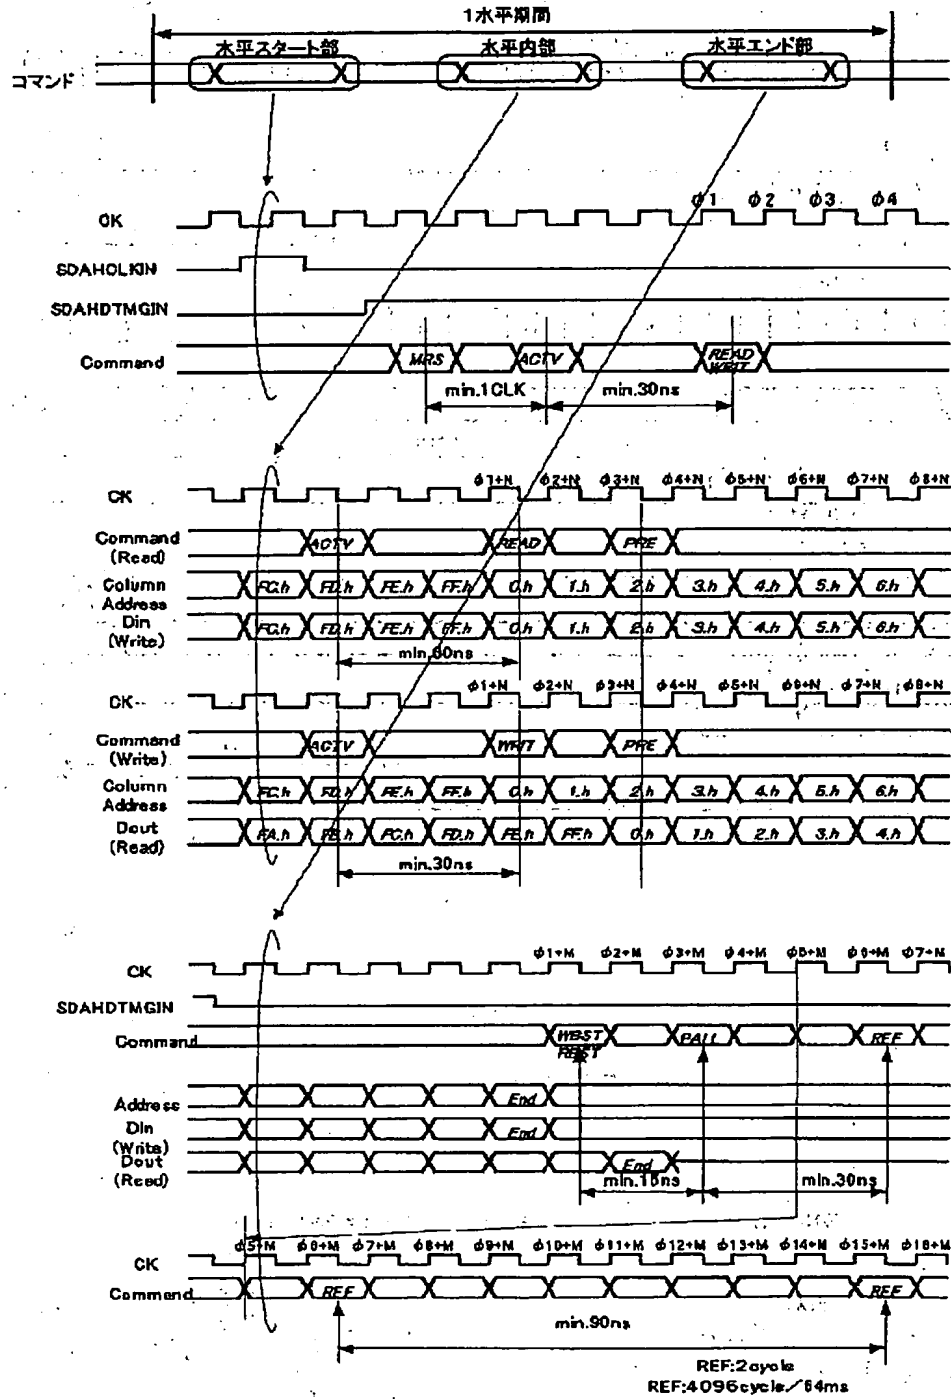 1水平期間
水平スタート部 水平内部 水平エンド部
コマンド
φ1 φ2 φ3 φ4
CK
SDAHCLKIN
SDAHDTMGIN
Command MRS ACTV READ
WRIT
min.1CLK min.30ns
φ1+N φ2+N φ3+N φ4+N φ5+N φ6+N φ7+N φ8+N
CK
Command (Read) ACTV READ PRE
Column Address FC.h FD.h FE.h FF.h 0.h 1.h 2.h 3.h 4.h 5.h 6.h
Din (Write) FC.h FD.h FE.h FF.h 0.h 1.h 2.h 3.h 4.h 5.h 6.h
φ1+N φ2+N φ3+N φ4+N φ5+N φ6+N φ7+N φ8+N
CK
Command (Write) ACTV WRIT PRE
Column Address FC.h FD.h FE.h FF.h 0.h 1.h 2.h 3.h 4.h 5.h 6.h
Dout (Read) FA.h FB.h FC.h FD.h FE.h FF.h 0.h 1.h 2.h 3.h 4.h
min.30ns
φ1+M φ2+M φ3+M φ4+M φ5+M φ6+M φ7+M
CK
SDAHDTMGIN
Command WBST PALL REF
RBST
Address End
Din (Write) End
Dout (Read) End
min.15ns min.30ns
φ5+M φ6+M φ7+M φ8+M φ9+M φ10+M φ11+M φ12+M φ13+M φ14+M φ15+M φ16+M
CK
Command REF REF
min.90ns
REF:2cycle
REF:4096cycle/64ms